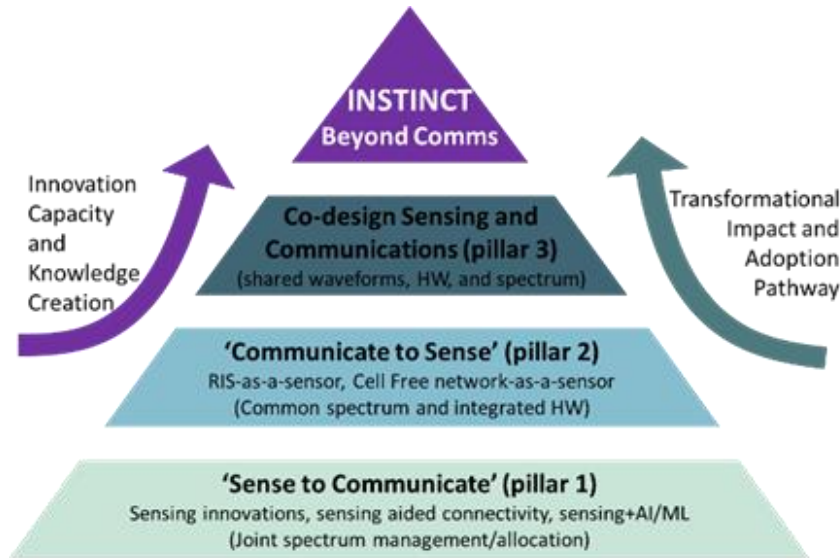 INSTINCT
Beyond Comms
Innovation
Capacity
and
Knowledge
Creation
Transformational
Impact and
Adoption
Pathway
Co-design Sensing and
Communications (pillar 3)
(shared waveforms, HW, and spectrum)
‘Communicate to Sense’ (pillar 2)
RIS-as-a-sensor, Cell Free network-as-a-sensor
(Common spectrum and integrated HW)
‘Sense to Communicate’ (pillar 1)
Sensing innovations, sensing aided connectivity, sensing+AI/ML
(Joint spectrum management/allocation)